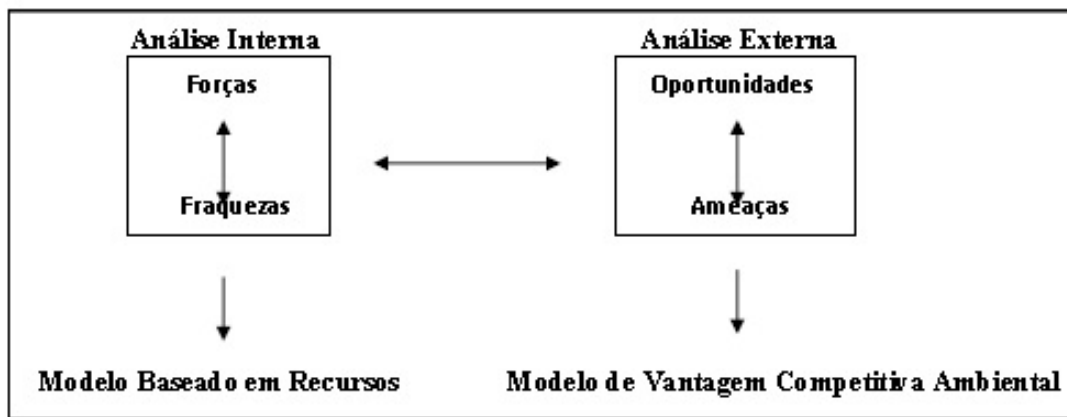 Análise Interna
Forças
Fraquezas
Modelo Baseado em Recursos
Análise Externa
Oportunidades
Ameaças
Modelo de Vantagem Competitiva Ambiental